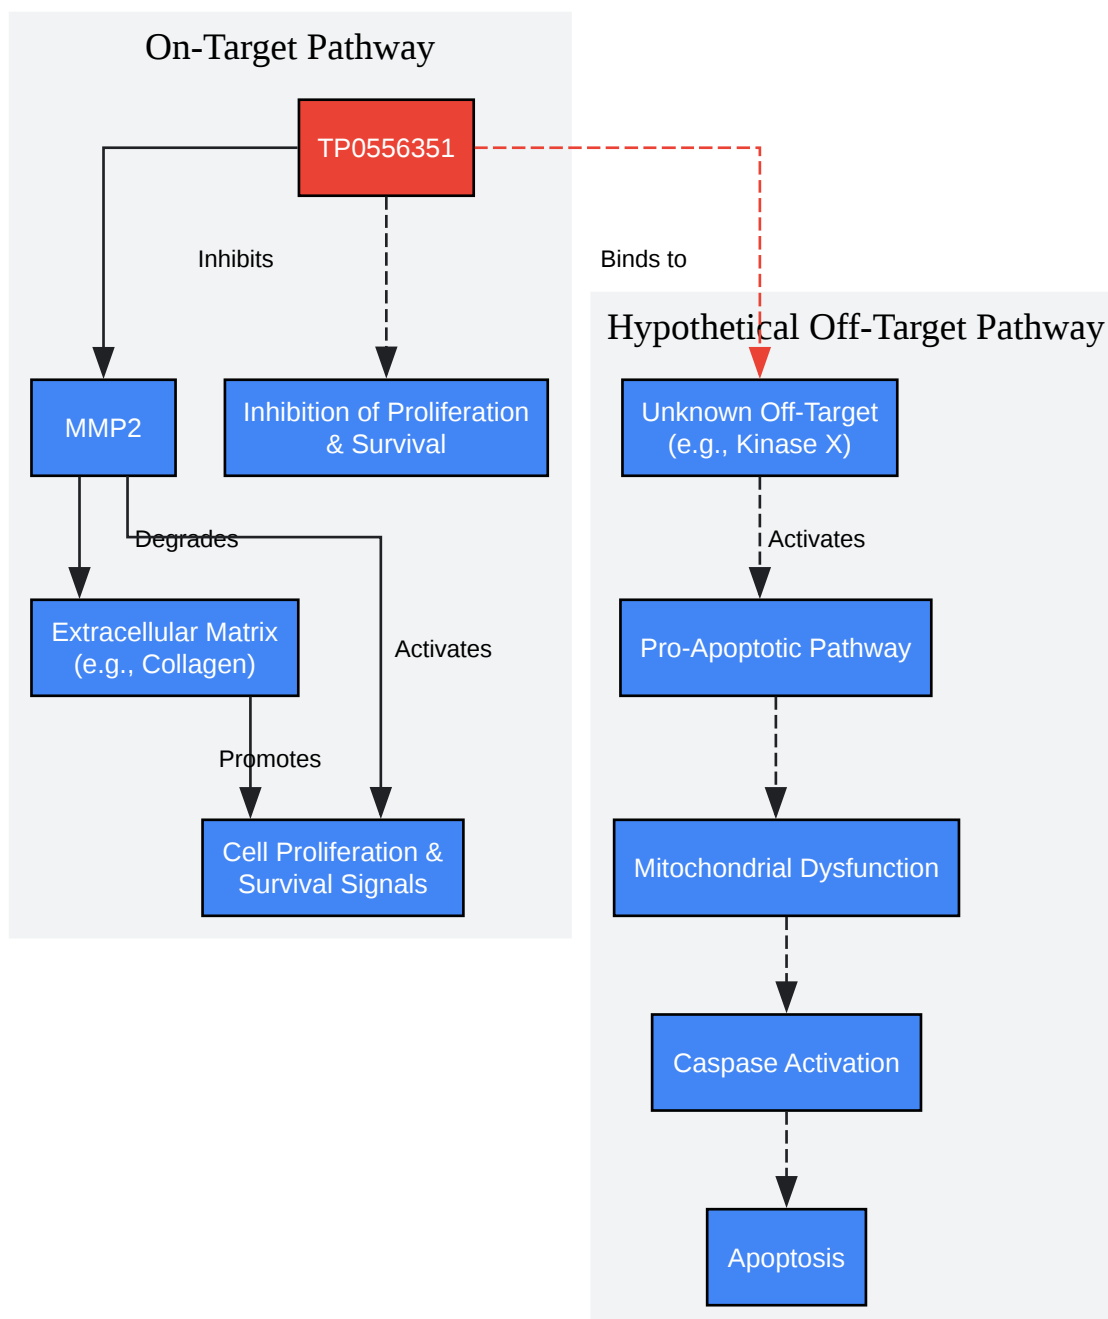 On-Target Pathway
TP0556351
Inhibits
Binds to
Hypothetical Off-Target Pathway
MMP2
Inhibition of Proliferation
& Survival
Unknown Off-Target
(e.g., Kinase X)
Degrades
Activates
Extracellular Matrix
(e.g., Collagen)
Activates
Pro-Apoptotic Pathway
Promotes
Cell Proliferation &
Survival Signals
Mitochondrial Dysfunction
Caspase Activation
Apoptosis